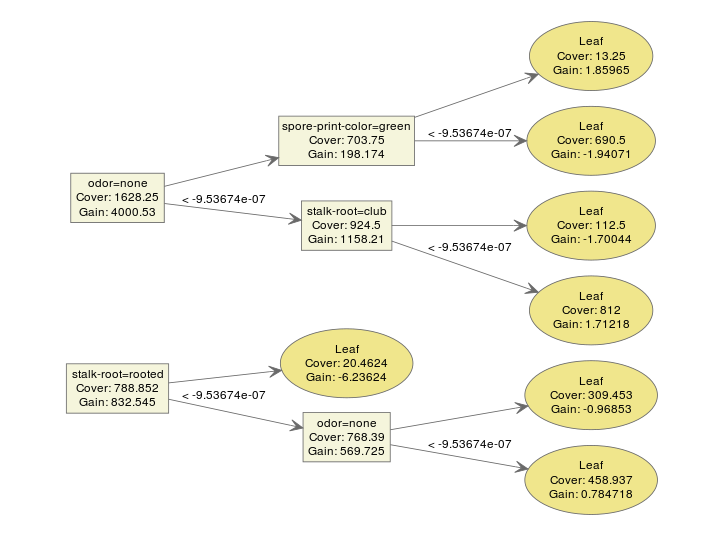 Leaf
Cover: 13.25
Gain: 1.85965
spore-print-color=green
Cover: 703.75
Gain: 198.174
< -9.53674e-07
Leaf
Cover: 690.5
Gain: -1.94071
odor=none
Cover: 1628.25
Gain: 4000.53
< -9.53674e-07
stalk-root=club
Cover: 924.5
Gain: 1158.21
Leaf
Cover: 112.5
Gain: -1.70044
< -9.53674e-07
Leaf
Cover: 812
Gain: 1.71218
stalk-root=rooted
Cover: 788.852
Gain: 832.545
Leaf
Cover: 20.4624
Gain: -6.23624
< -9.53674e-07
odor=none
Cover: 768.39
Gain: 569.725
Leaf
Cover: 309.453
Gain: -0.96853
< -9.53674e-07
Leaf
Cover: 458.937
Gain: 0.784718